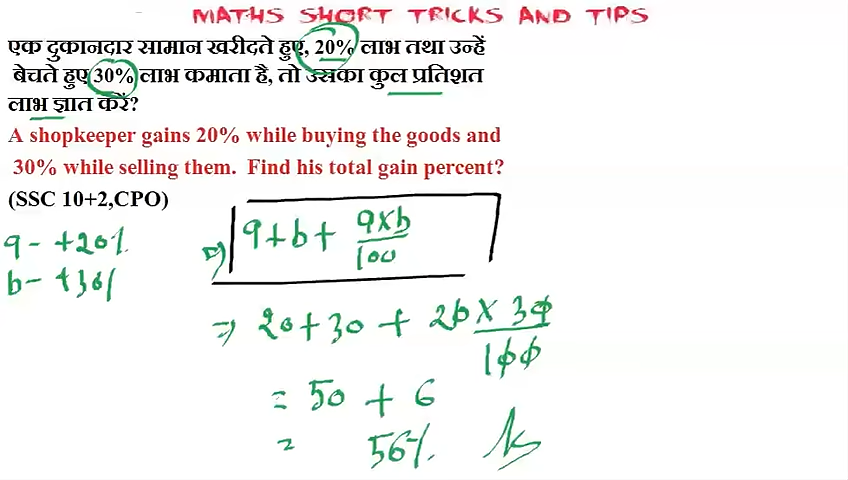 MATHS SHORT TRICKS AND TIPS
एक दुकानदार सामान खरीदते हुए, 20% लाभ तथा उन्हें
बेचते हुए 30% लाभ कमाता है, तो उसका कुल प्रतिशत
लाभ ज्ञात करें?
A shopkeeper gains 20% while buying the goods and
30% while selling them. Find his total gain percent?
(SSC 10+2,CPO)
a - +20%
b - +30%
⇒ a+b+ a×b/100
⇒ 20+30 + 20 × 30/100
= 50 + 6
= 56%